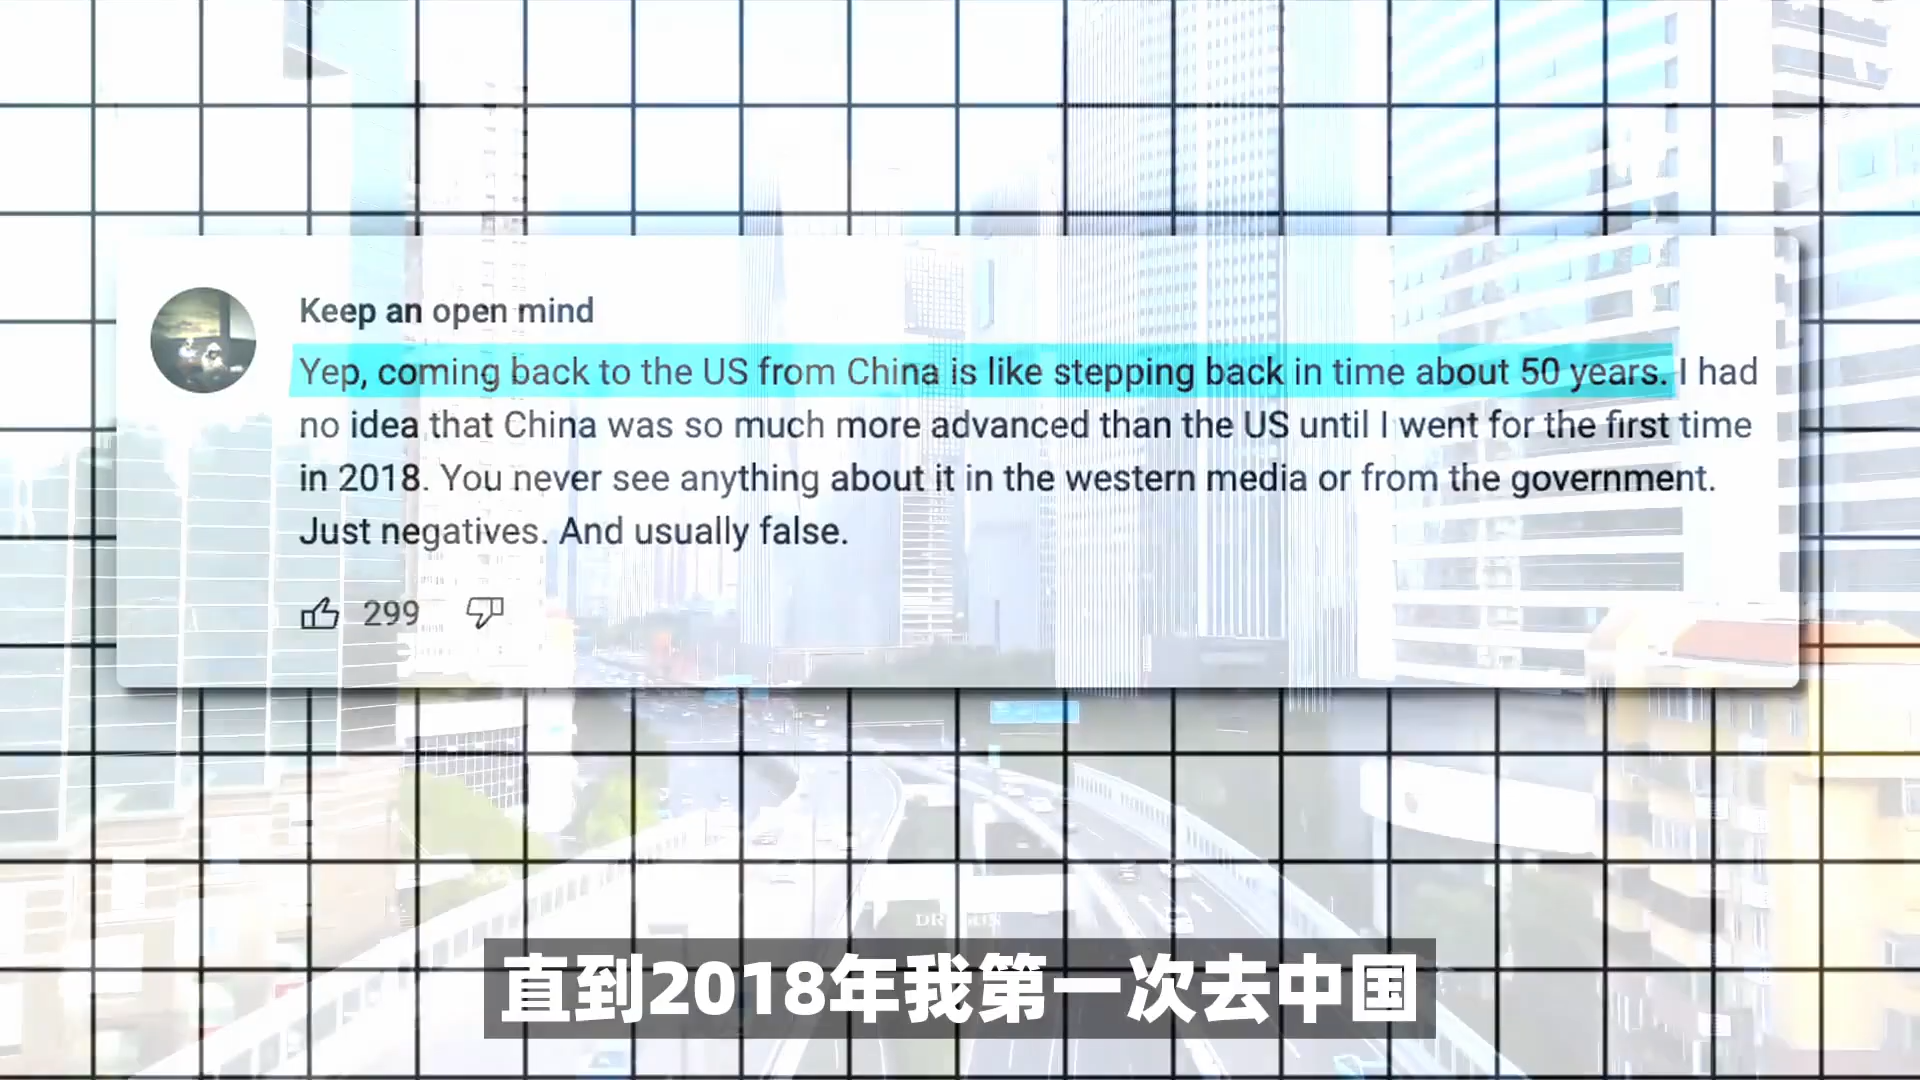 Keep an open mind
Yep, coming back to the US from China is like stepping back in time about 50 years. I had
no idea that China was so much more advanced than the US until I went for the first time
in 2018. You never see anything about it in the western media or from the government.
Just negatives. And usually false.
299
直到2018年我第一次去中国